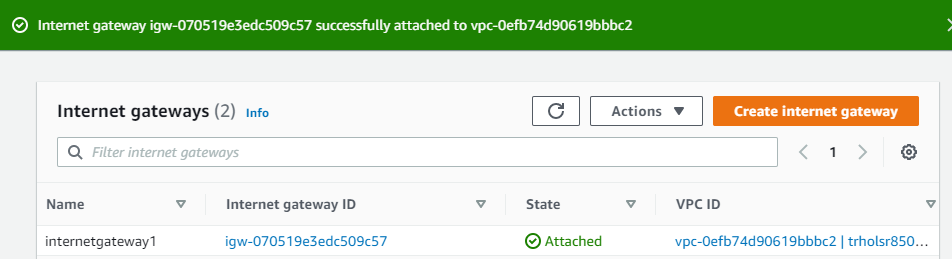 Internet gateway igw-070519e3edc509c57 successfully attached to vpc-0efb74d90619bbbc2
Internet gateways (2) Info
Actions
Create internet gateway
Filter internet gateways
1
Name Internet gateway ID State VPC ID
internetgateway1 igw-070519e3edc509c57 Attached vpc-0efb74d90619bbbc2 | trholsr850...